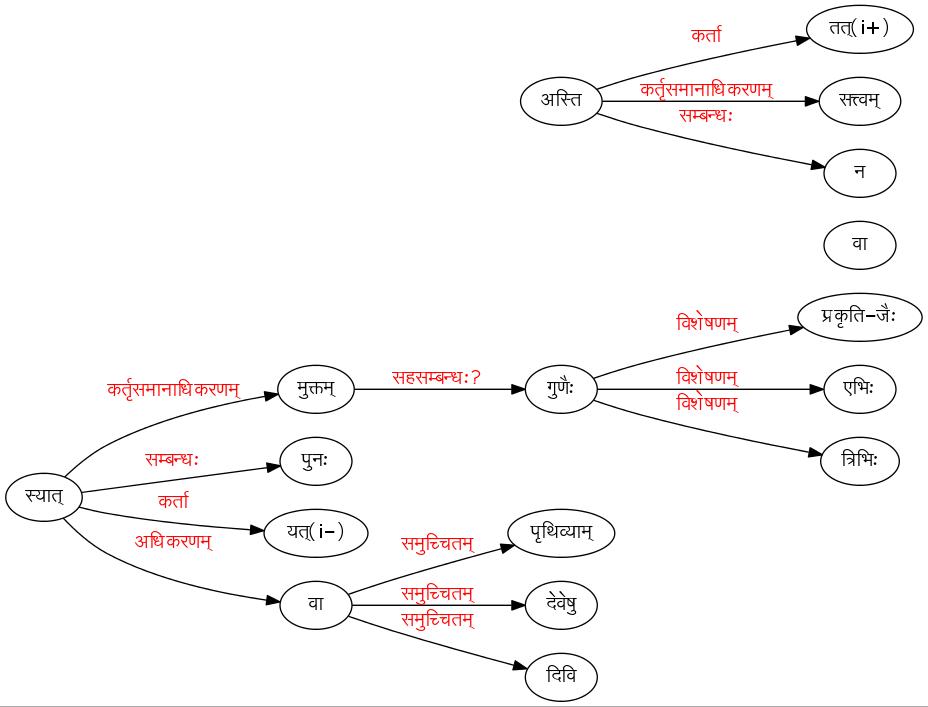 तत्(i+)
कर्ता
अस्ति
कर्तृसमानाधिकरणम्
सत्त्वम्
सम्बन्धः
न
वा
प्रकृति-जैः
विशेषणम्
कर्तृसमानाधिकरणम्
मुक्तम्
सहसम्बन्धः?
गुणैः
विशेषणम्
एभिः
विशेषणम्
त्रिभिः
सम्बन्धः
पुनः
स्यात्
कर्ता
यत्(i-)
अधिकरणम्
समुच्चितम्
पृथिव्याम्
वा
समुच्चितम्
देवेषु
समुच्चितम्
दिवि